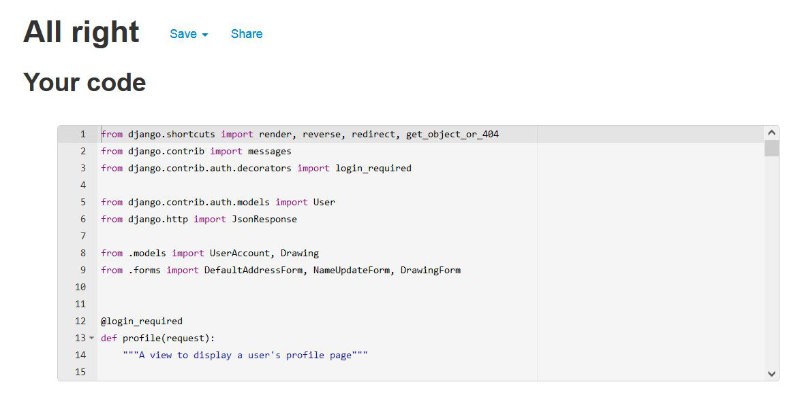 All right Save Share
Your code
1 from django.shortcuts import render, reverse, redirect, get_object_or_404
2 from django.contrib import messages
3 from django.contrib.auth.decorators import login_required
4
5 from django.contrib.auth.models import User
6 from django.http import JsonResponse
7
8 from .models import UserAccount, Drawing
9 from .forms import DefaultAddressForm, NameUpdateForm, DrawingForm
10
11
12 @login_required
13 def profile(request):
14 """A view to display a user's profile page"""
15